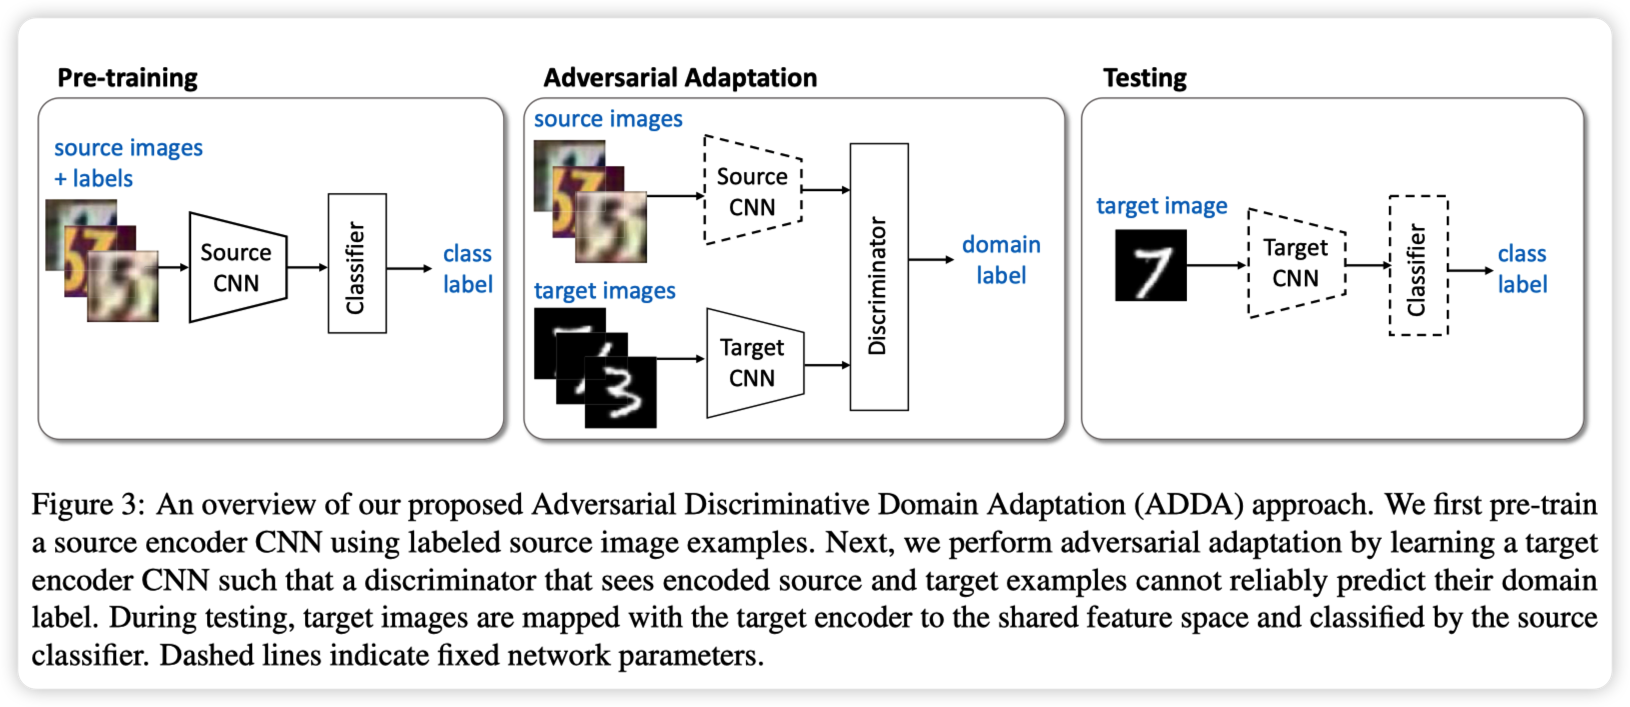 Pre-training
source images
+ labels
Source
CNN
Classifier
class
label
Adversarial Adaptation
source images
Source
CNN
target images
Target
CNN
Discriminator
domain
label
Testing
target image
7
Target
CNN
Classifier
class
label
Figure 3: An overview of our proposed Adversarial Discriminative Domain Adaptation (ADDA) approach. We first pre-train
a source encoder CNN using labeled source image examples. Next, we perform adversarial adaptation by learning a target
encoder CNN such that a discriminator that sees encoded source and target examples cannot reliably predict their domain
label. During testing, target images are mapped with the target encoder to the shared feature space and classified by the source
classifier. Dashed lines indicate fixed network parameters.